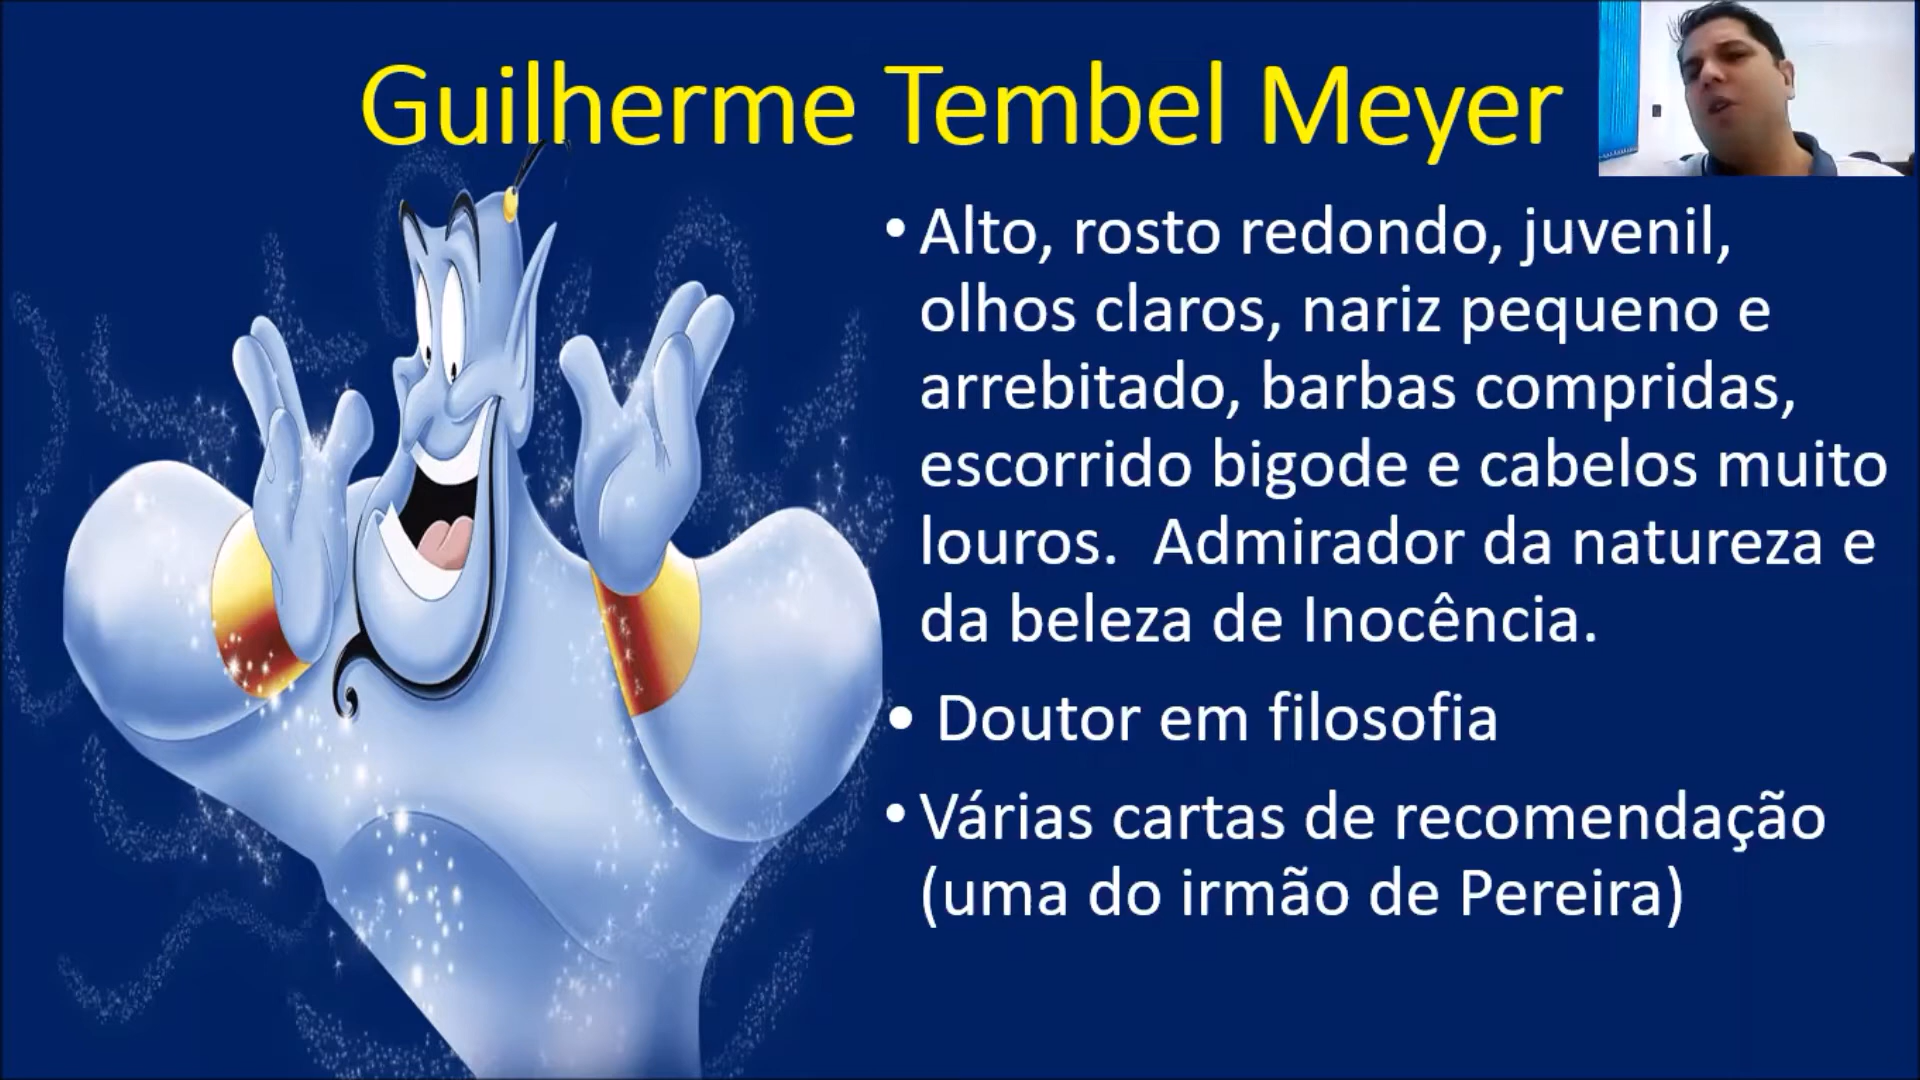 Guilherme Tembel Meyer
• Alto, rosto redondo, juvenil,
olhos claros, nariz pequeno e
arrebitado, barbas compridas,
escorrido bigode e cabelos muito
louros. Admirador da natureza e
da beleza de Inocência.
• Doutor em filosofia
• Várias cartas de recomendação
(uma do irmão de Pereira)